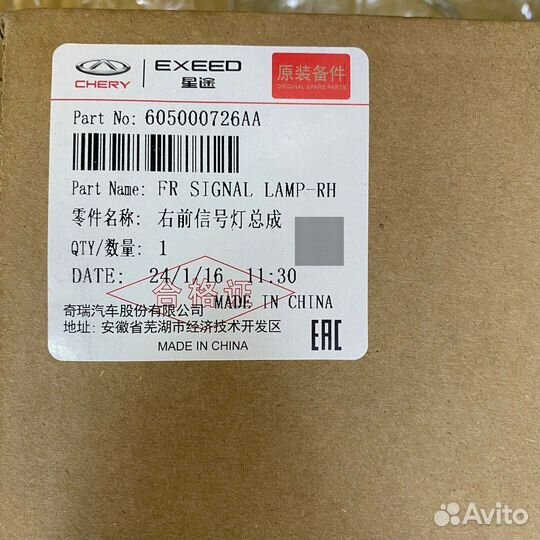 CHERY
EXEED
星途
原装备件
ORIGINAL SPARE PARTS
Part No: 605000726AA
Part Name: FR SIGNAL LAMP-RH
零件名称: 右前信号灯总成
QTY/数量: 1
DATE: 24/1/16 11:30
合格证
MADE IN CHINA
奇瑞汽车股份有限公司
地址: 安徽省芜湖市经济技术开发区
MADE IN CHINA
EAC
Avito